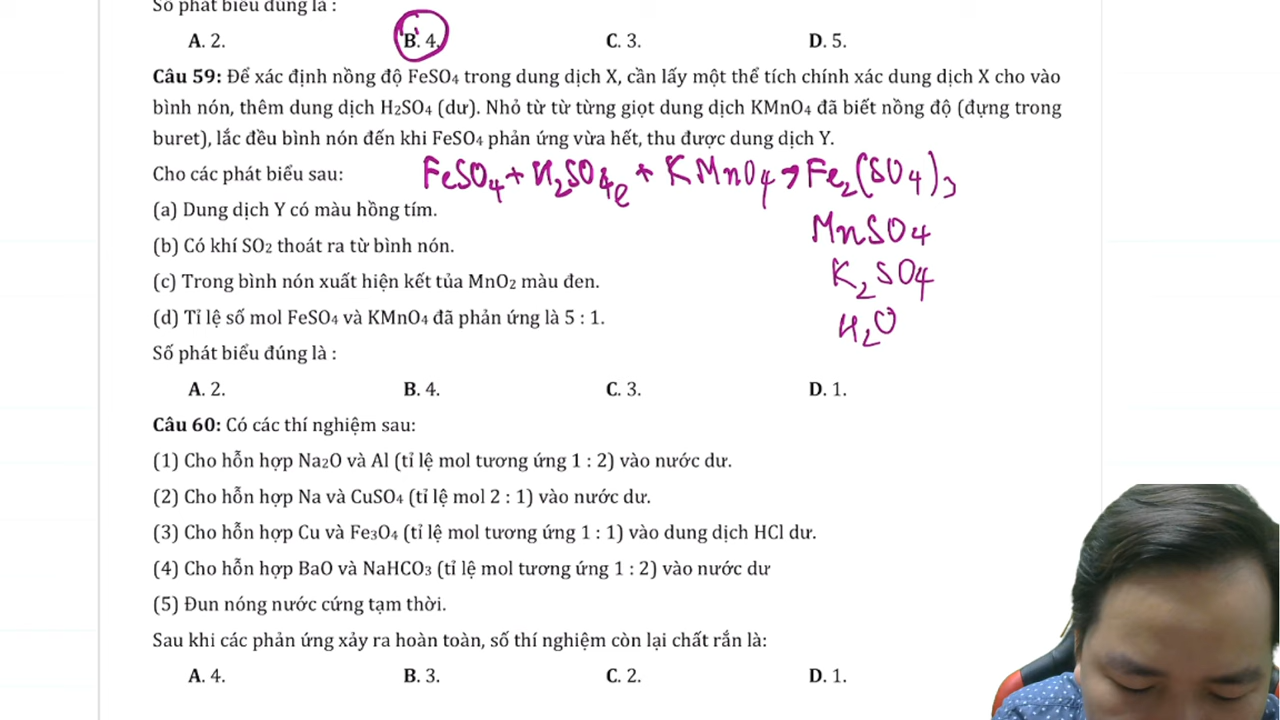 Số phát biểu đúng là :
A. 2. B. 4. C. 3. D. 5.
Câu 59: Để xác định nồng độ FeSO₄ trong dung dịch X, cần lấy một thể tích chính xác dung dịch X cho vào
bình nón, thêm dung dịch H₂SO₄ (dư). Nhỏ từ từ từng giọt dung dịch KMnO₄ đã biết nồng độ (đựng trong
buret), lắc đều bình nón đến khi FeSO₄ phản ứng vừa hết, thu được dung dịch Y.
Cho các phát biểu sau:
FeSO₄ + H₂SO₄ₑ + KMnO₄ → Fe₂(SO₄)₃
(a) Dung dịch Y có màu hồng tím.
MnSO₄
(b) Có khí SO₂ thoát ra từ bình nón.
K₂SO₄
(c) Trong bình nón xuất hiện kết tủa MnO₂ màu đen.
H₂O
(d) Tỉ lệ số mol FeSO₄ và KMnO₄ đã phản ứng là 5 : 1.
Số phát biểu đúng là :
A. 2. B. 4. C. 3. D. 1.
Câu 60: Có các thí nghiệm sau:
(1) Cho hỗn hợp Na₂O và Al (tỉ lệ mol tương ứng 1 : 2) vào nước dư.
(2) Cho hỗn hợp Na và CuSO₄ (tỉ lệ mol 2 : 1) vào nước dư.
(3) Cho hỗn hợp Cu và Fe₃O₄ (tỉ lệ mol tương ứng 1 : 1) vào dung dịch HCl dư.
(4) Cho hỗn hợp BaO và NaHCO₃ (tỉ lệ mol tương ứng 1 : 2) vào nước dư
(5) Đun nóng nước cứng tạm thời.
Sau khi các phản ứng xảy ra hoàn toàn, số thí nghiệm còn lại chất rắn là:
A. 4. B. 3. C. 2. D. 1.